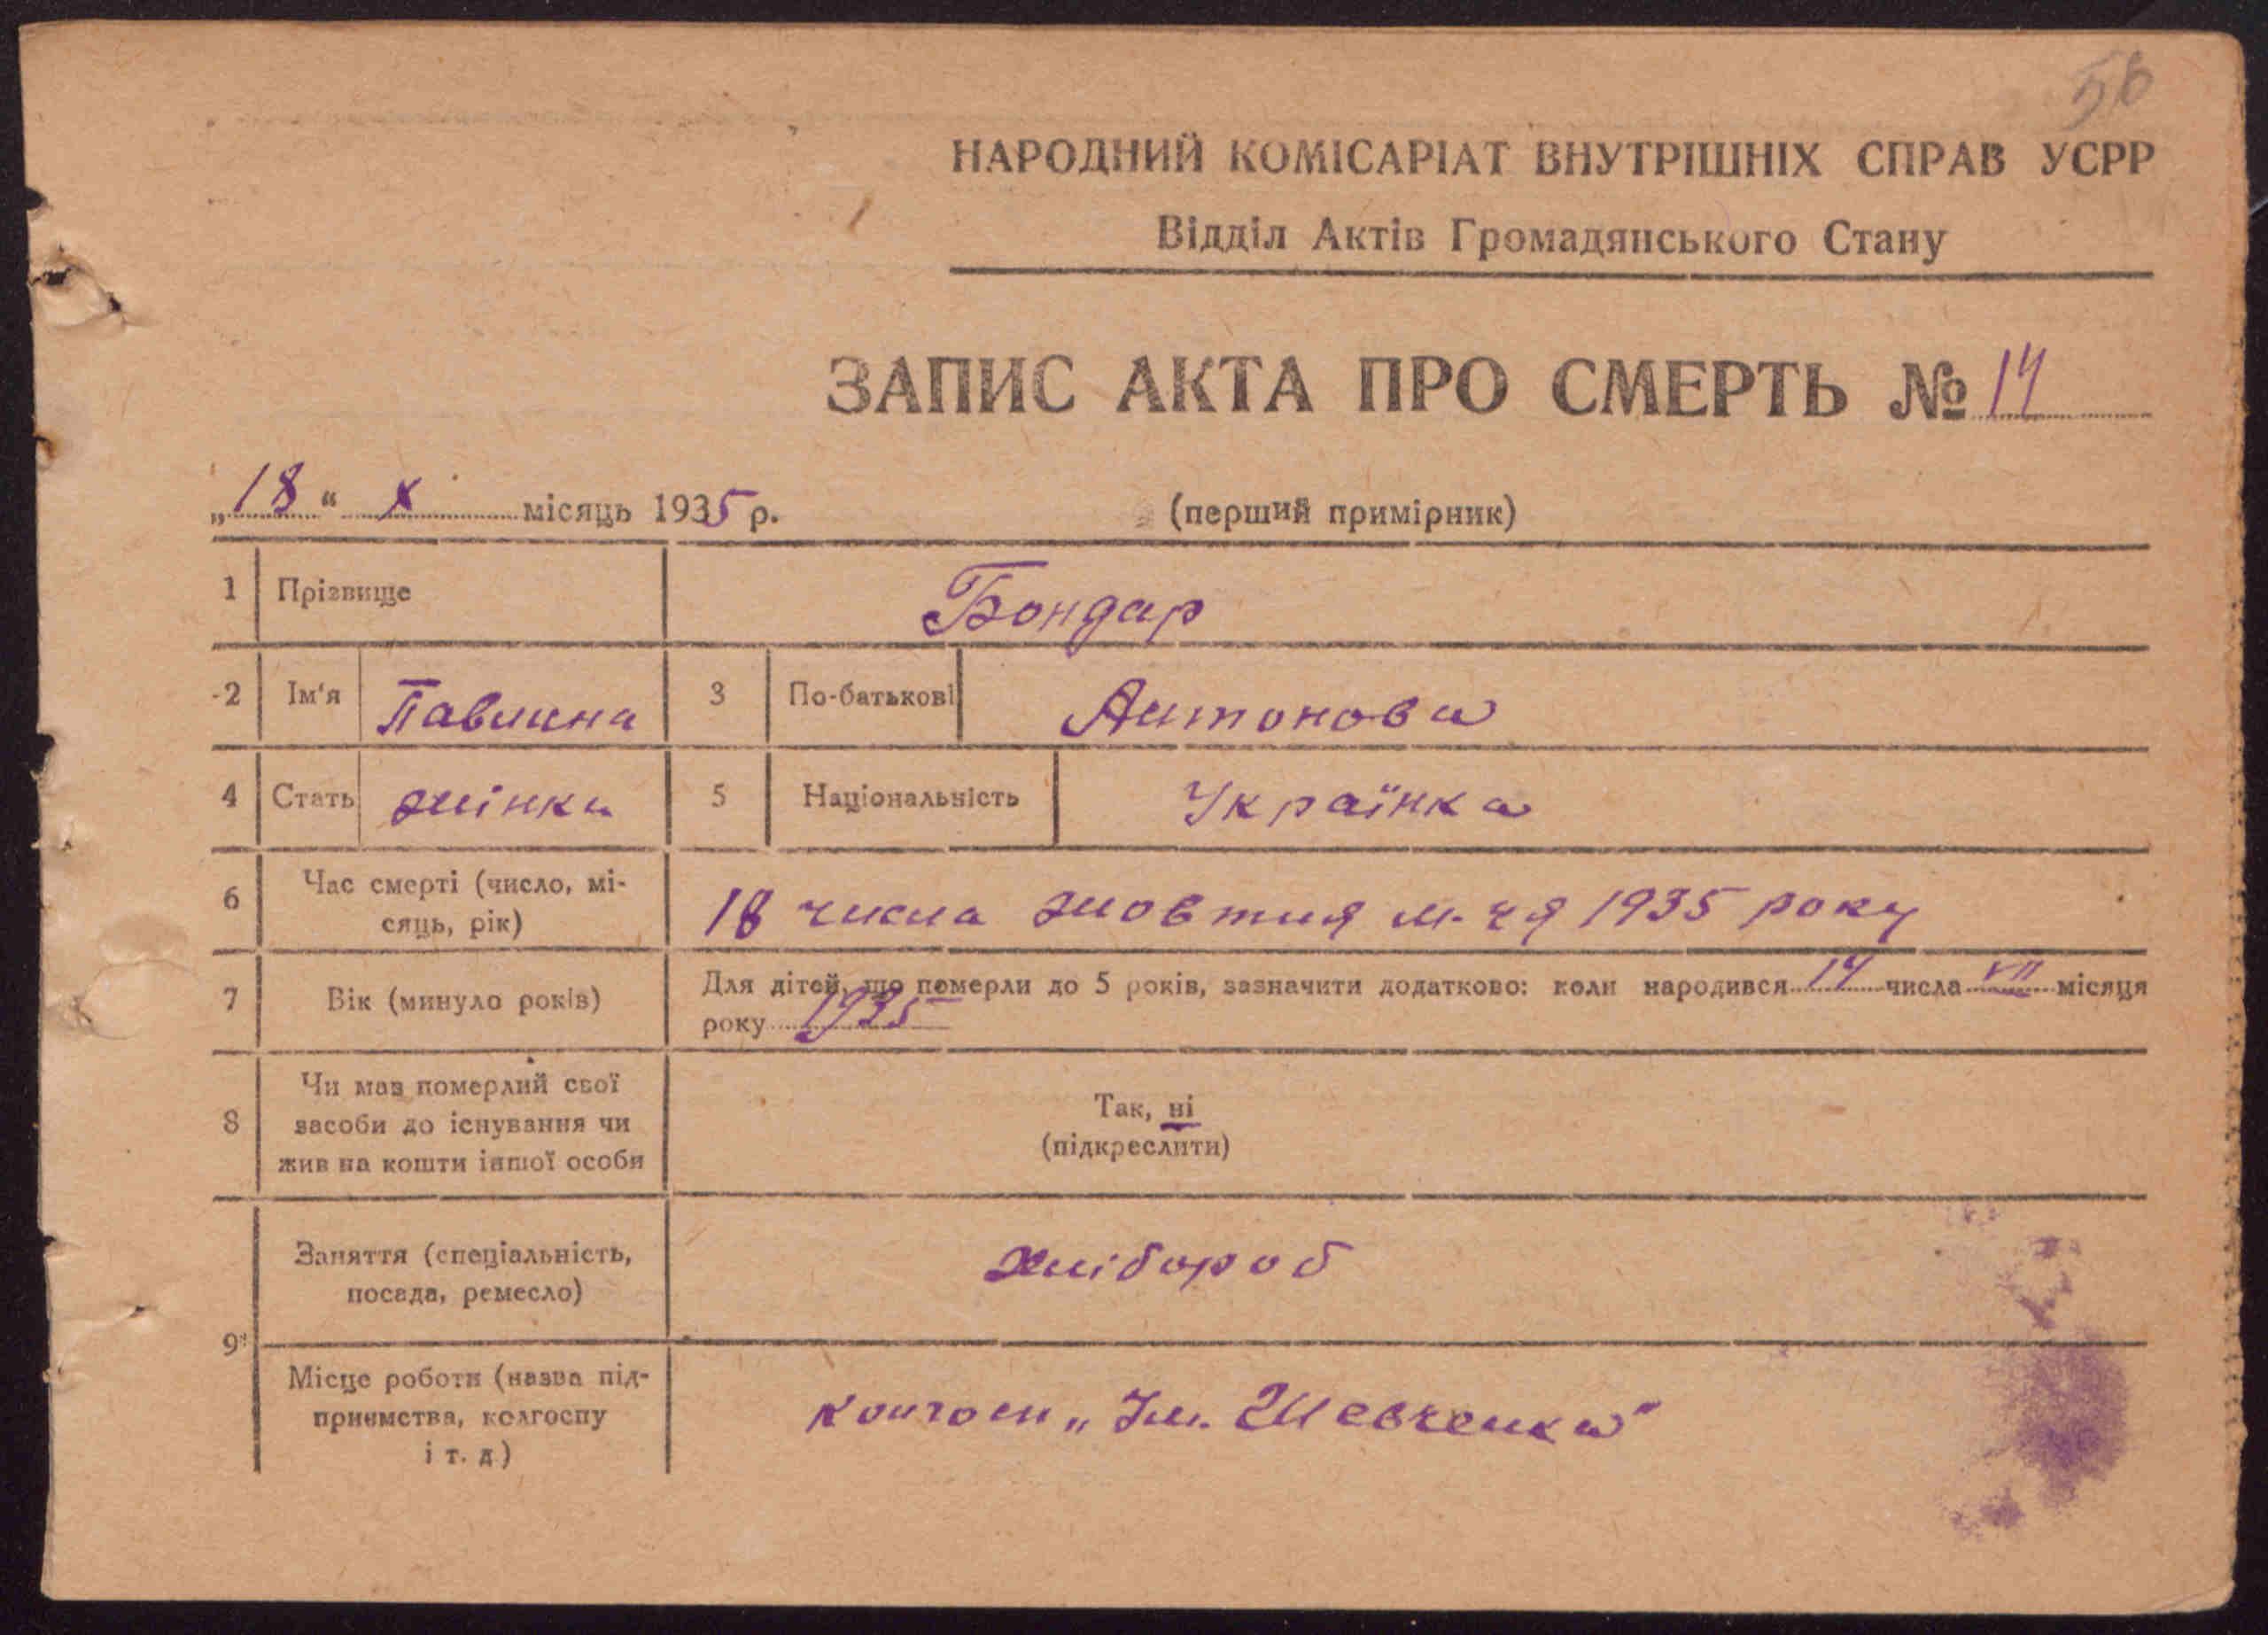 56
НАРОДНИЙ КОМІСАРІАТ ВНУТРІШНІХ СПРАВ УСРР
Відділ Актів Громадянського Стану
ЗАПИС АКТА ПРО СМЕРТЬ № 14
„18“ X місяць 1935 р. (перший примірник)
1 Прізвище Бондар
2 Ім'я Павлина 3 По-батькові Антонова
4 Стать жінка 5 Національність Українка
6 Час смерті (число, мі-
сяць, рік) 18 числа жовтня м-ця 1935 року
7 Вік (минуло років) Для дітей, що померли до 5 років, зазначити додатково: коли народився 14 числа VII місяця
року 1935
8 Чи мав померлий свої
засоби до існування чи
жив на кошти іншої особи
Так, ні
(підкреслити)
9 Заняття (спеціальність,
посада, ремесло) Хлібороб
Місце роботи (назва під-
приємства, колгоспу
і т. д) Колгосп „Ім. Шевченка"